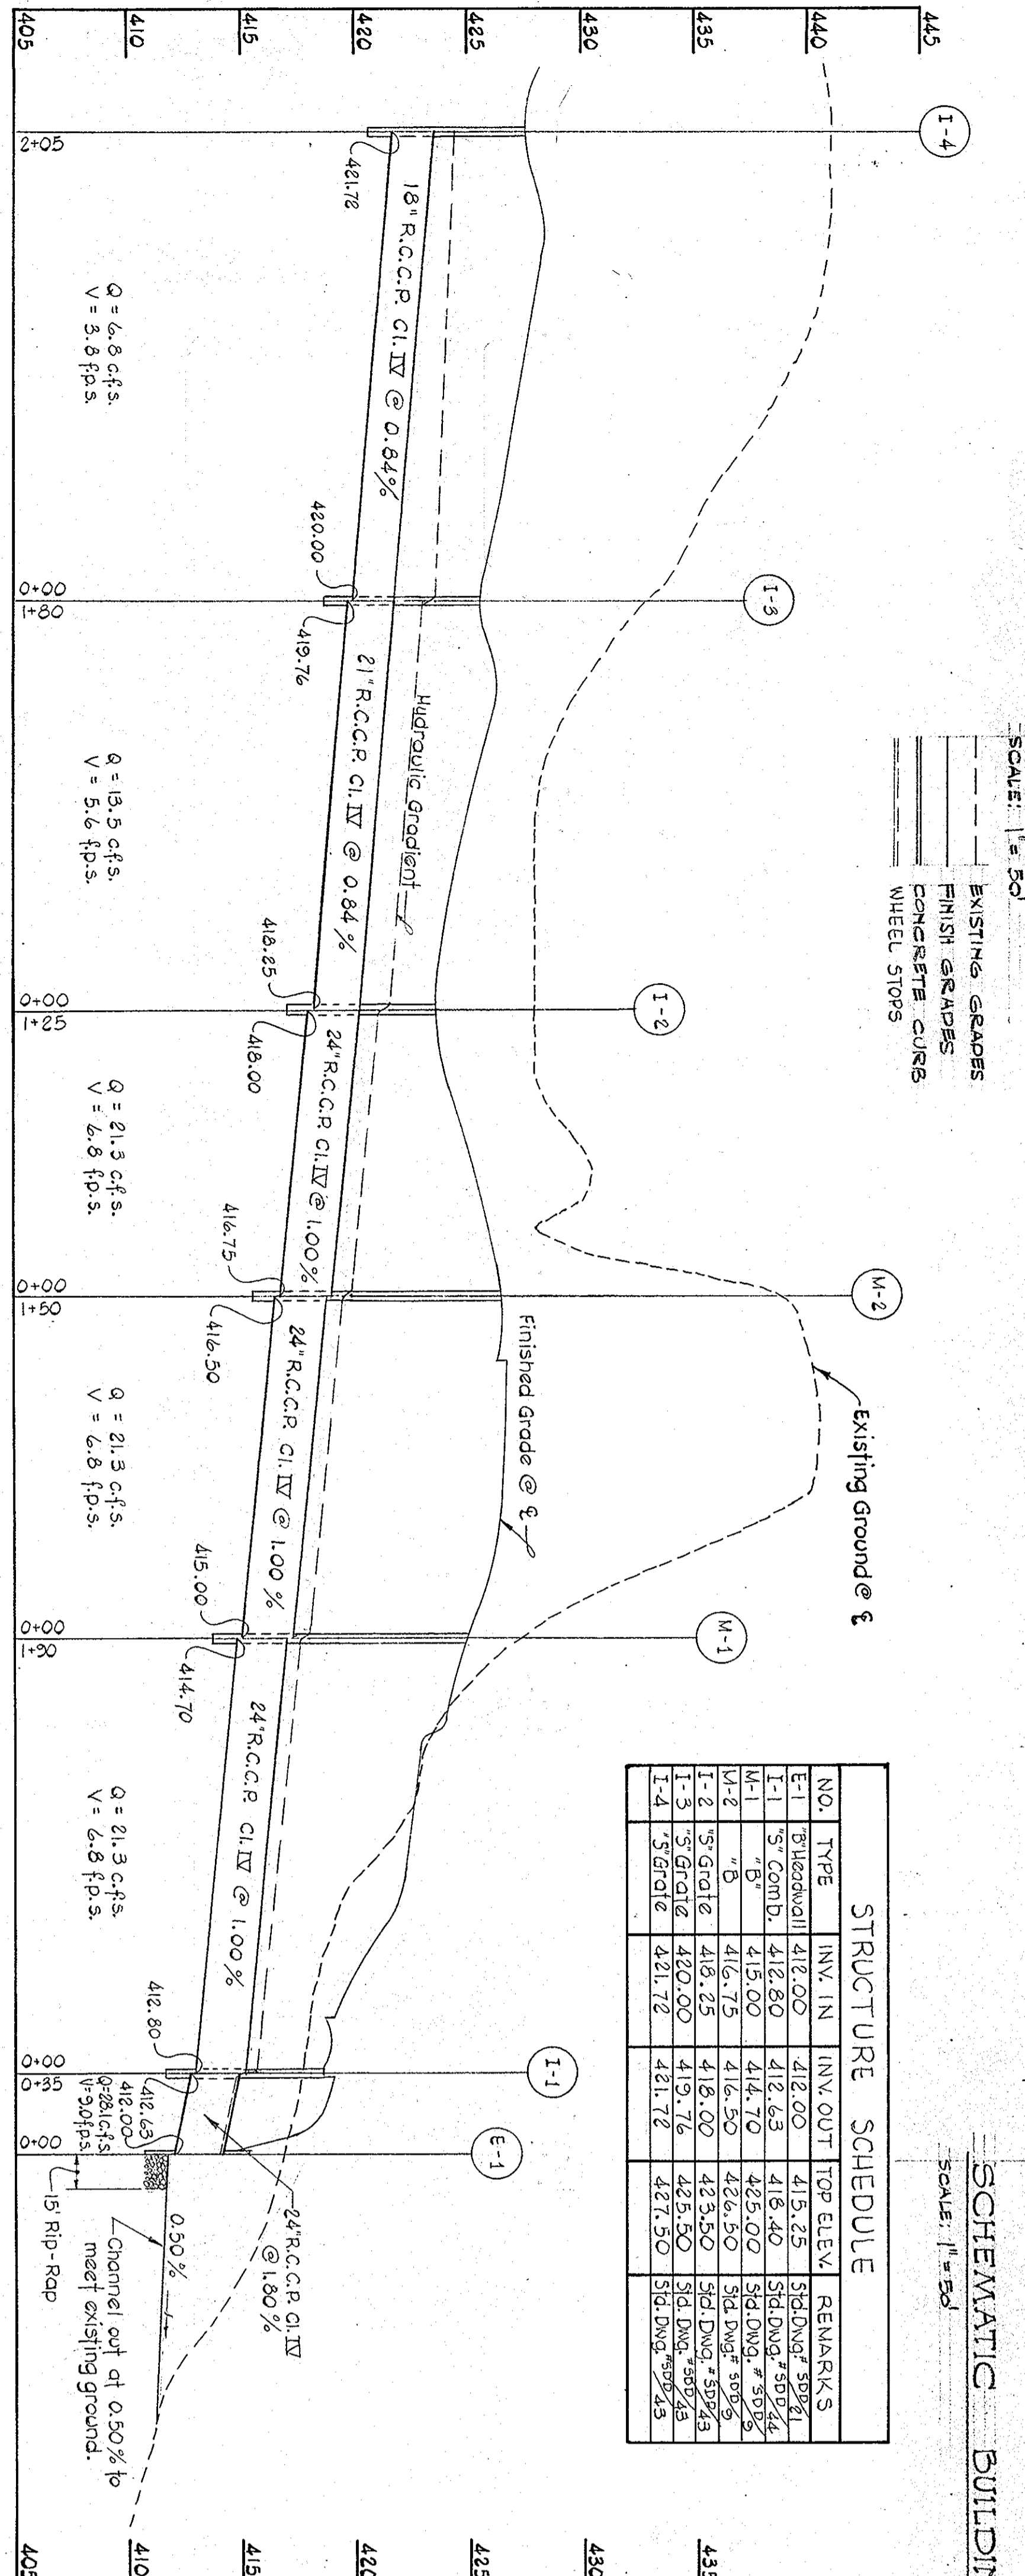 SCHEMATIC BUILDIN
SCALE: 1" = 50'
SCALE: 1" = 50'
EXISTING GRADES
FINISH GRADES
CONCRETE CURB
WHEEL STOPS
STRUCTURE SCHEDULE
NO. TYPE INV. IN INV. OUT TOP ELEV. REMARKS
E-1 "B" Headwall 412.00 412.00 415.25 Std. Dwg. # SDD/21
I-1 "S" Comb. 412.80 412.63 418.40 Std. Dwg. # SDD/44
M-1 "B" 415.00 414.70 425.00 Std. Dwg. # SDD/9
M-2 "B" 416.75 416.50 426.50 Std. Dwg. # SDD/9
I-2 "S" Grate 418.25 418.00 423.50 Std. Dwg. # SDD/43
I-3 "S" Grate 420.00 419.76 425.50 Std. Dwg. # SDD/43
I-4 "S" Grate 421.72 421.72 427.50 Std. Dwg. # SDD/43
445
440
435
430
425
420
415
410
405
I-4
I-3
I-2
M-2
M-1
I-1
E-1
Existing Ground @ ℄
Finished Grade @ ℄
Hydraulic Gradient
18" R.C.C.P. Cl. IV @ 0.84%
21" R.C.C.P. Cl. IV @ 0.84%
24" R.C.C.P. Cl. IV @ 1.00%
24" R.C.C.P. Cl. IV @ 1.00%
24" R.C.C.P. Cl. IV @ 1.00%
24" R.C.C.P. Cl. IV
@ 1.80%
421.72
420.00
419.76
418.25
418.00
416.75
416.50
415.00
414.70
412.80
412.63
412.00
Q = 6.8 c.f.s.
V = 3.8 f.p.s.
Q = 13.5 c.f.s.
V = 5.6 f.p.s.
Q = 21.3 c.f.s.
V = 6.8 f.p.s.
Q = 21.3 c.f.s.
V = 6.8 f.p.s.
Q = 21.3 c.f.s.
V = 6.8 f.p.s.
Q=28.1 c.f.s.
V=9.0 f.p.s.
0.50%
15' Rip-Rap
Channel out at 0.50% to
meet existing ground.
2+05
0+00
1+80
0+00
1+25
0+00
1+50
0+00
1+90
0+00
0+35
0+00
435
430
425
420
415
410
405